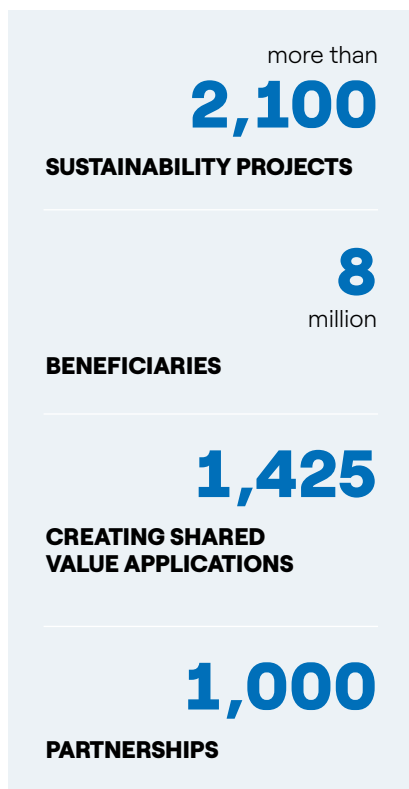 more than
2,100
SUSTAINABILITY PROJECTS
8
million
BENEFICIARIES
1,425
CREATING SHARED
VALUE APPLICATIONS
1,000
PARTNERSHIPS